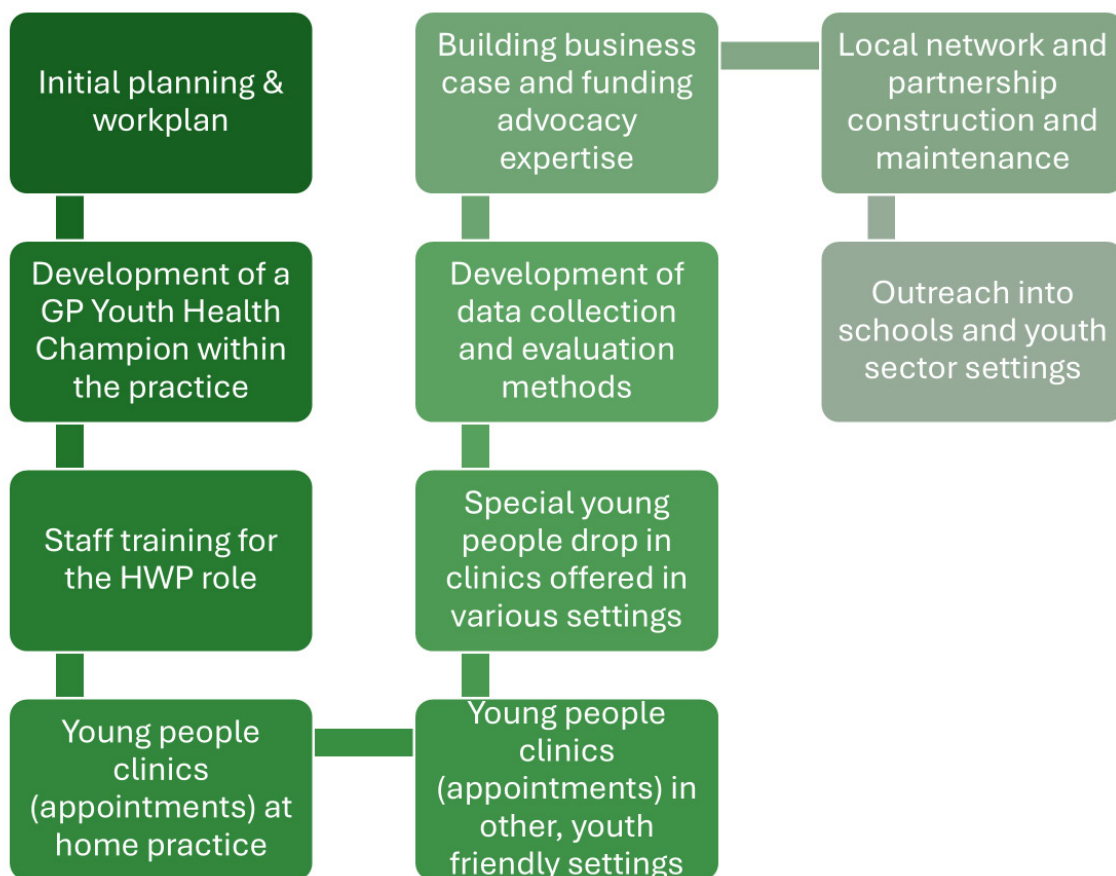 Initial planning &
workplan
Development of a
GP Youth Health
Champion within
the practice
Staff training for
the HWP role
Young people
clinics
(appointments) at
home practice
Young people
clinics
(appointments) in
other, youth
friendly settings
Special young
people drop in
clinics offered in
various settings
Development of
data collection
and evaluation
methods
Building business
case and funding
advocacy
expertise
Local network and
partnership
construction and
maintenance
Outreach into
schools and youth
sector settings